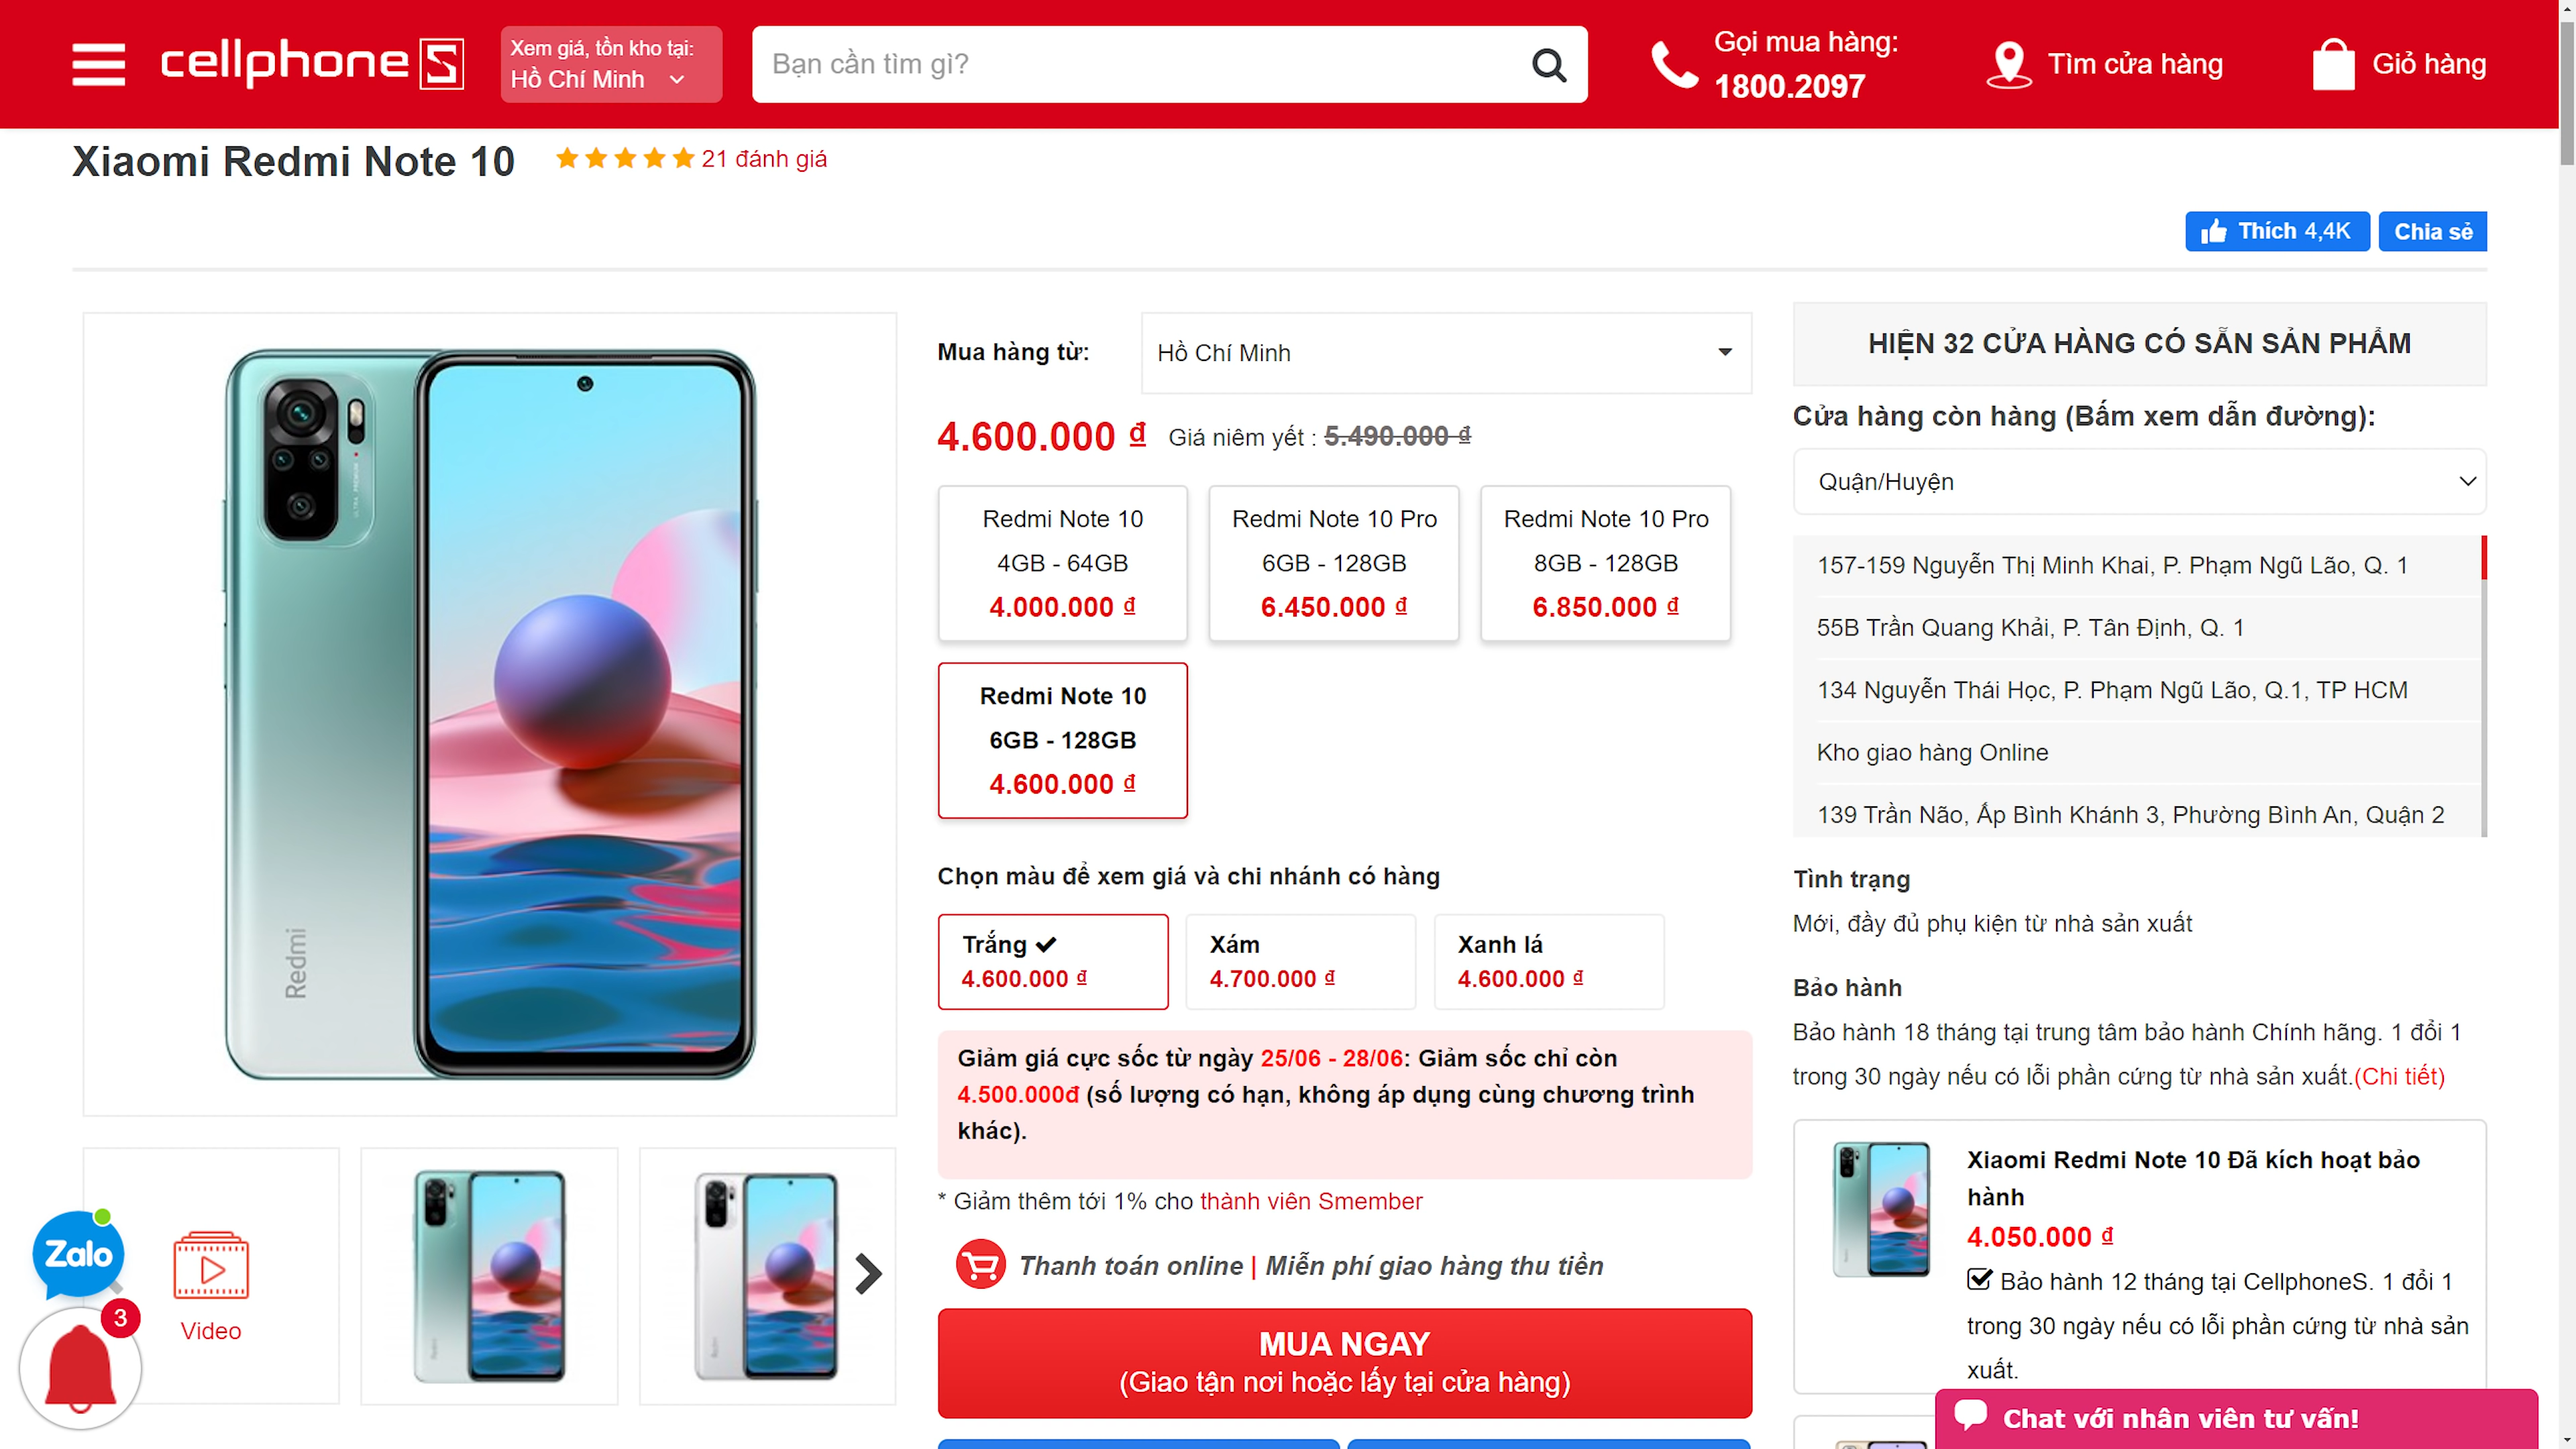 cellphoneS
Xem giá, tồn kho tại:
Hồ Chí Minh
Bạn cần tìm gì?
Gọi mua hàng:
1800.2097
Tìm cửa hàng
Giỏ hàng
Xiaomi Redmi Note 10
21 đánh giá
Thích 4,4K
Chia sẻ
Redmi
Video
Zalo
3
Mua hàng từ:
Hồ Chí Minh
4.600.000 ₫ Giá niêm yết : 5.490.000 ₫
Redmi Note 10
4GB - 64GB
4.000.000 ₫
Redmi Note 10 Pro
6GB - 128GB
6.450.000 ₫
Redmi Note 10 Pro
8GB - 128GB
6.850.000 ₫
Redmi Note 10
6GB - 128GB
4.600.000 ₫
Chọn màu để xem giá và chi nhánh có hàng
Trắng
4.600.000 ₫
Xám
4.700.000 ₫
Xanh lá
4.600.000 ₫
Giảm giá cực sốc từ ngày 25/06 - 28/06: Giảm sốc chỉ còn
4.500.000đ (số lượng có hạn, không áp dụng cùng chương trình
khác).
* Giảm thêm tới 1% cho thành viên Smember
Thanh toán online | Miễn phí giao hàng thu tiền
MUA NGAY
(Giao tận nơi hoặc lấy tại cửa hàng)
HIỆN 32 CỬA HÀNG CÓ SẴN SẢN PHẨM
Cửa hàng còn hàng (Bấm xem dẫn đường):
Quận/Huyện
157-159 Nguyễn Thị Minh Khai, P. Phạm Ngũ Lão, Q. 1
55B Trần Quang Khải, P. Tân Định, Q. 1
134 Nguyễn Thái Học, P. Phạm Ngũ Lão, Q.1, TP HCM
Kho giao hàng Online
139 Trần Não, Ấp Bình Khánh 3, Phường Bình An, Quận 2
Tình trạng
Mới, đầy đủ phụ kiện từ nhà sản xuất
Bảo hành
Bảo hành 18 tháng tại trung tâm bảo hành Chính hãng. 1 đổi 1
trong 30 ngày nếu có lỗi phần cứng từ nhà sản xuất.(Chi tiết)
Xiaomi Redmi Note 10 Đã kích hoạt bảo
hành
4.050.000 ₫
Bảo hành 12 tháng tại CellphoneS. 1 đổi 1
trong 30 ngày nếu có lỗi phần cứng từ nhà sản
xuất.
Chat với nhân viên tư vấn!